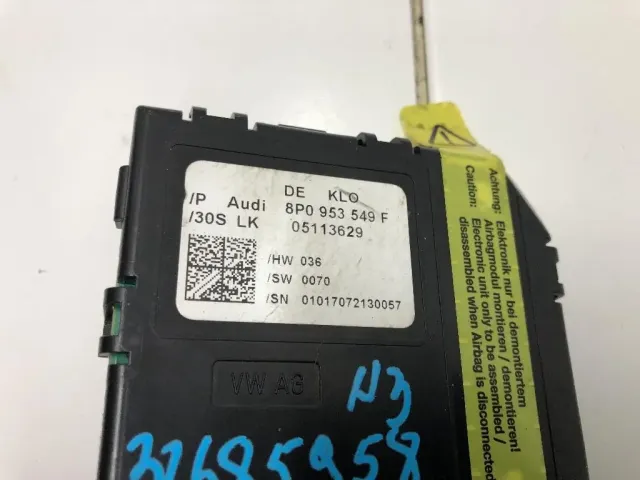 DE KLO
/P Audi 8P0 953 549 F
/30S LK 05113629
/HW 036
/SW 0070
/SN 01017072130057
VW AG
N3
32685958
Achtung: Elektronik nur bei demontiertem
Airbagmodul montieren / demontieren!
Caution: Electronic unit only to be assembled /
disassembled when Airbag is disconnected